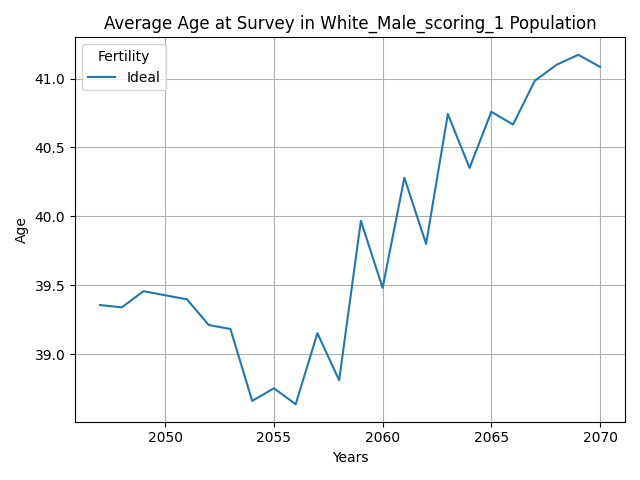 Average Age at Survey in White_Male_scoring_1 Population
Fertility
Ideal
41.0
40.5
40.0
39.5
39.0
Age
2050 2055 2060 2065 2070
Years